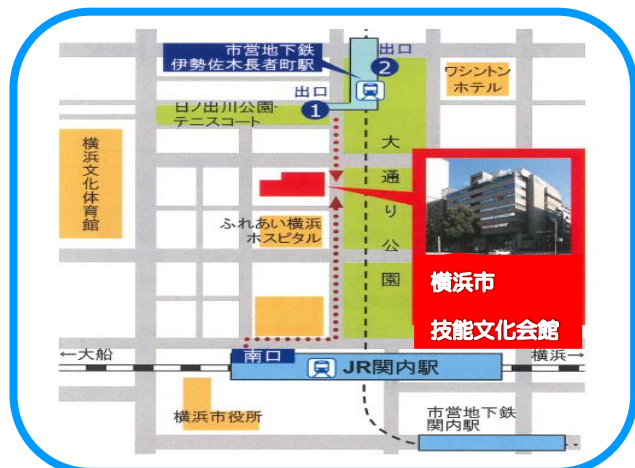 市営地下鉄
伊勢佐木長者町駅
出口
2
ワシントン
ホテル
出口
1
日ノ出川公園・
テニスコート
横浜文化体育館
大通り公園
ふれあい横浜
ホスピタル
横浜市
技能文化会館
←大船
南口
JR関内駅
横浜→
横浜市役所
市営地下鉄
関内駅